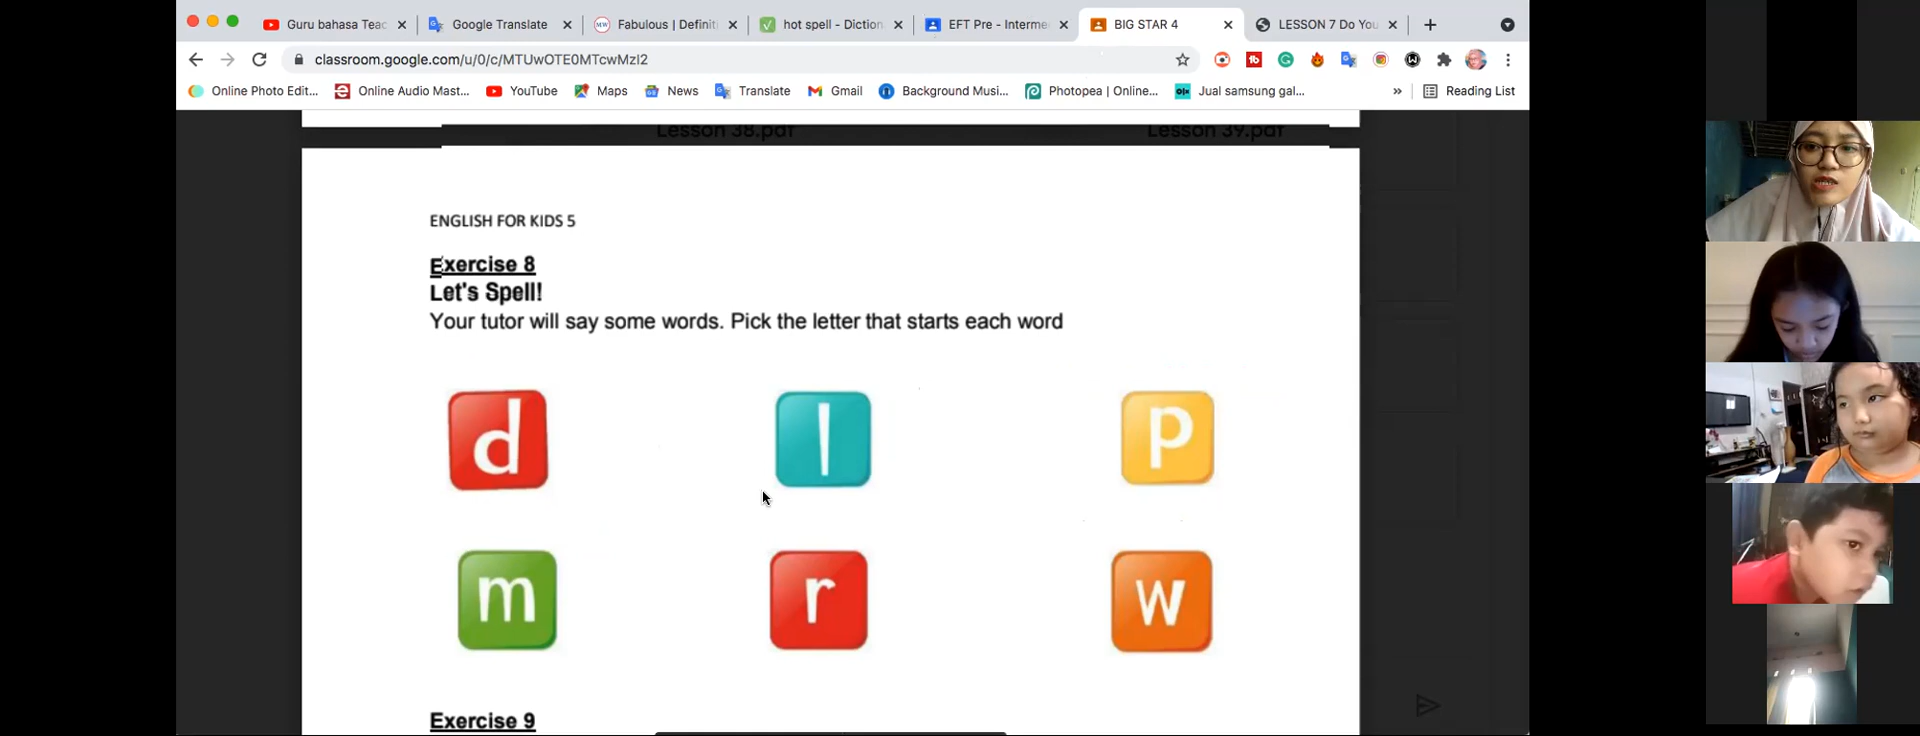 Guru bahasa Teac
Google Translate
MW
Fabulous | Definit
hot spell - Diction
EFT Pre - Interme
BIG STAR 4
LESSON 7 Do You
classroom.google.com/u/0/c/MTUwOTE0MTcwMzI2
Online Photo Edit...
Online Audio Mast...
YouTube
Maps
News
Translate
Gmail
Background Musi...
Photopea | Online...
Jual samsung gal...
»
Reading List
Lesson 38.pdf
Lesson 39.pdf
ENGLISH FOR KIDS 5
Exercise 8
Let's Spell!
Your tutor will say some words. Pick the letter that starts each word
d l p
m r w
Exercise 9